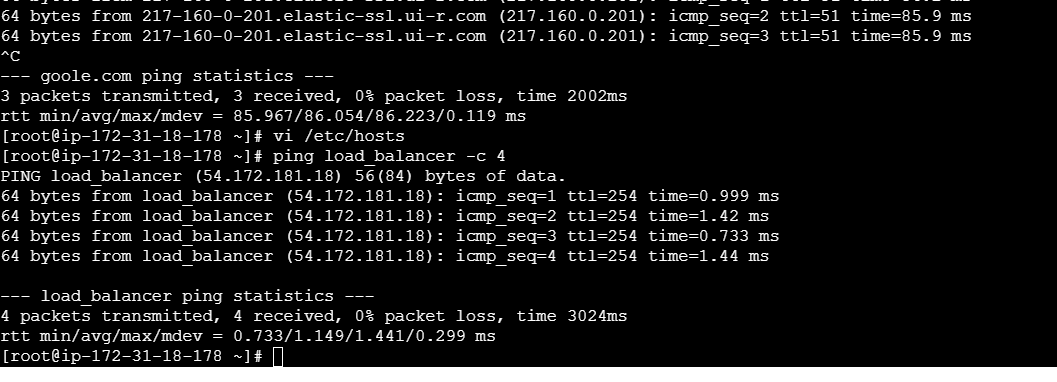 64 bytes from 217-160-0-201.elastic-ssl.ui-r.com (217.160.0.201): icmp_seq=2 ttl=51 time=85.9 ms
64 bytes from 217-160-0-201.elastic-ssl.ui-r.com (217.160.0.201): icmp_seq=3 ttl=51 time=85.9 ms
^C
--- goole.com ping statistics ---
3 packets transmitted, 3 received, 0% packet loss, time 2002ms
rtt min/avg/max/mdev = 85.967/86.054/86.223/0.119 ms
[root@ip-172-31-18-178 ~]# vi /etc/hosts
[root@ip-172-31-18-178 ~]# ping load_balancer -c 4
PING load_balancer (54.172.181.18) 56(84) bytes of data.
64 bytes from load_balancer (54.172.181.18): icmp_seq=1 ttl=254 time=0.999 ms
64 bytes from load_balancer (54.172.181.18): icmp_seq=2 ttl=254 time=1.42 ms
64 bytes from load_balancer (54.172.181.18): icmp_seq=3 ttl=254 time=0.733 ms
64 bytes from load_balancer (54.172.181.18): icmp_seq=4 ttl=254 time=1.44 ms
--- load_balancer ping statistics ---
4 packets transmitted, 4 received, 0% packet loss, time 3024ms
rtt min/avg/max/mdev = 0.733/1.149/1.441/0.299 ms
[root@ip-172-31-18-178 ~]#